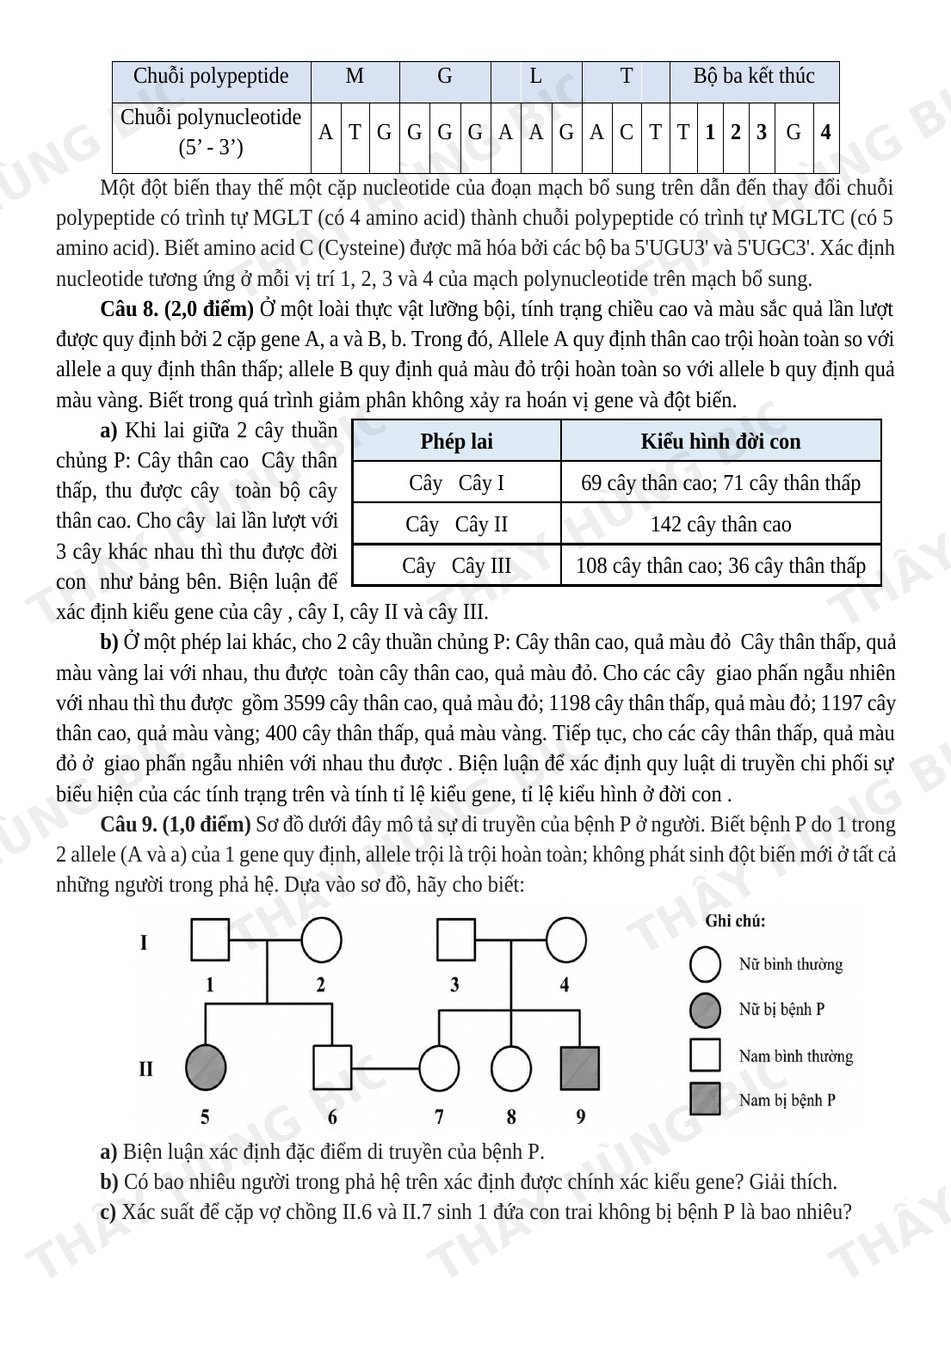 Chuỗi polypeptide M G L T Bộ ba kết thúc
Chuỗi polynucleotide (5’ - 3’) A T G G G G A A G A C T T 1 2 3 G 4
Một đột biến thay thế một cặp nucleotide của đoạn mạch bổ sung trên dẫn đến thay đổi chuỗi
polypeptide có trình tự MGLT (có 4 amino acid) thành chuỗi polypeptide có trình tự MGLTC (có 5
amino acid). Biết amino acid C (Cysteine) được mã hóa bởi các bộ ba 5'UGU3' và 5'UGC3'. Xác định
nucleotide tương ứng ở mỗi vị trí 1, 2, 3 và 4 của mạch polynucleotide trên mạch bổ sung.
Câu 8. (2,0 điểm) Ở một loài thực vật lưỡng bội, tính trạng chiều cao và màu sắc quả lần lượt
được quy định bởi 2 cặp gene A, a và B, b. Trong đó, Allele A quy định thân cao trội hoàn toàn so với
allele a quy định thân thấp; allele B quy định quả màu đỏ trội hoàn toàn so với allele b quy định quả
màu vàng. Biết trong quá trình giảm phân không xảy ra hoán vị gene và đột biến.
a) Khi lai giữa 2 cây thuần
chủng P: Cây thân cao Cây thân
thấp, thu được cây toàn bộ cây
thân cao. Cho cây lai lần lượt với
3 cây khác nhau thì thu được đời
con như bảng bên. Biện luận để
xác định kiểu gene của cây , cây I, cây II và cây III.
Phép lai Kiểu hình đời con
Cây Cây I 69 cây thân cao; 71 cây thân thấp
Cây Cây II 142 cây thân cao
Cây Cây III 108 cây thân cao; 36 cây thân thấp
b) Ở một phép lai khác, cho 2 cây thuần chủng P: Cây thân cao, quả màu đỏ Cây thân thấp, quả
màu vàng lai với nhau, thu được toàn cây thân cao, quả màu đỏ. Cho các cây giao phấn ngẫu nhiên
với nhau thì thu được gồm 3599 cây thân cao, quả màu đỏ; 1198 cây thân thấp, quả màu đỏ; 1197 cây
thân cao, quả màu vàng; 400 cây thân thấp, quả màu vàng. Tiếp tục, cho các cây thân thấp, quả màu
đỏ ở giao phấn ngẫu nhiên với nhau thu được . Biện luận để xác định quy luật di truyền chi phối sự
biểu hiện của các tính trạng trên và tính tỉ lệ kiểu gene, tỉ lệ kiểu hình ở đời con .
Câu 9. (1,0 điểm) Sơ đồ dưới đây mô tả sự di truyền của bệnh P ở người. Biết bệnh P do 1 trong
2 allele (A và a) của 1 gene quy định, allele trội là trội hoàn toàn; không phát sinh đột biến mới ở tất cả
những người trong phả hệ. Dựa vào sơ đồ, hãy cho biết:
I
1 2 3 4
II
5 6 7 8 9
Ghi chú:
Nữ bình thường
Nữ bị bệnh P
Nam bình thường
Nam bị bệnh P
a) Biện luận xác định đặc điểm di truyền của bệnh P.
b) Có bao nhiêu người trong phả hệ trên xác định được chính xác kiểu gene? Giải thích.
c) Xác suất để cặp vợ chồng II.6 và II.7 sinh 1 đứa con trai không bị bệnh P là bao nhiêu?
THẦY HÙNG BIC